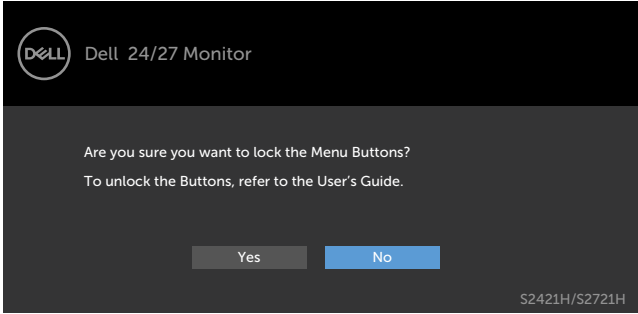 DELL
Dell 24/27 Monitor
Are you sure you want to lock the Menu Buttons?
To unlock the Buttons, refer to the User's Guide.
Yes
No
S2421H/S2721H